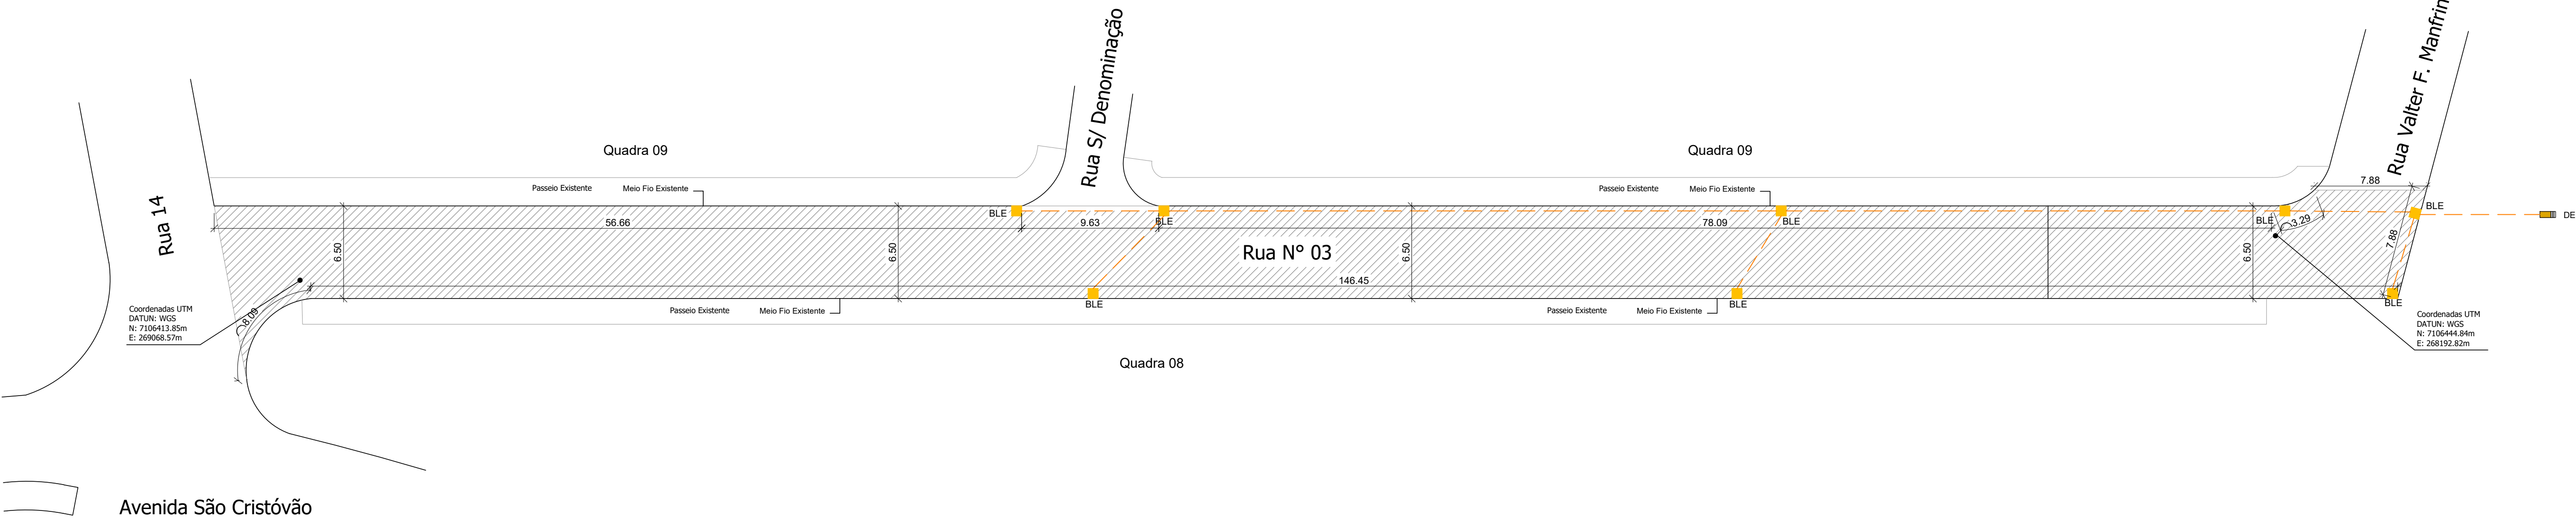 Rua S/ Denominação
Rua Valter F. Manfrin
Quadra 09
Quadra 09
Passeio Existente
Meio Fio Existente
Passeio Existente
Meio Fio Existente
7.88
Rua 14
BLE
BLE
BLE
BLE
BLE
DE
56.66
9.63
78.09
3.29
6.50
6.50
Rua N° 03
6.50
6.50
7.88
146.45
8.09
BLE
BLE
BLE
Coordenadas UTM
DATUN: WGS
N: 7106413.85m
E: 269068.57m
Passeio Existente
Meio Fio Existente
Passeio Existente
Meio Fio Existente
Coordenadas UTM
DATUN: WGS
N: 7106444.84m
E: 268192.82m
Quadra 08
Avenida São Cristóvão